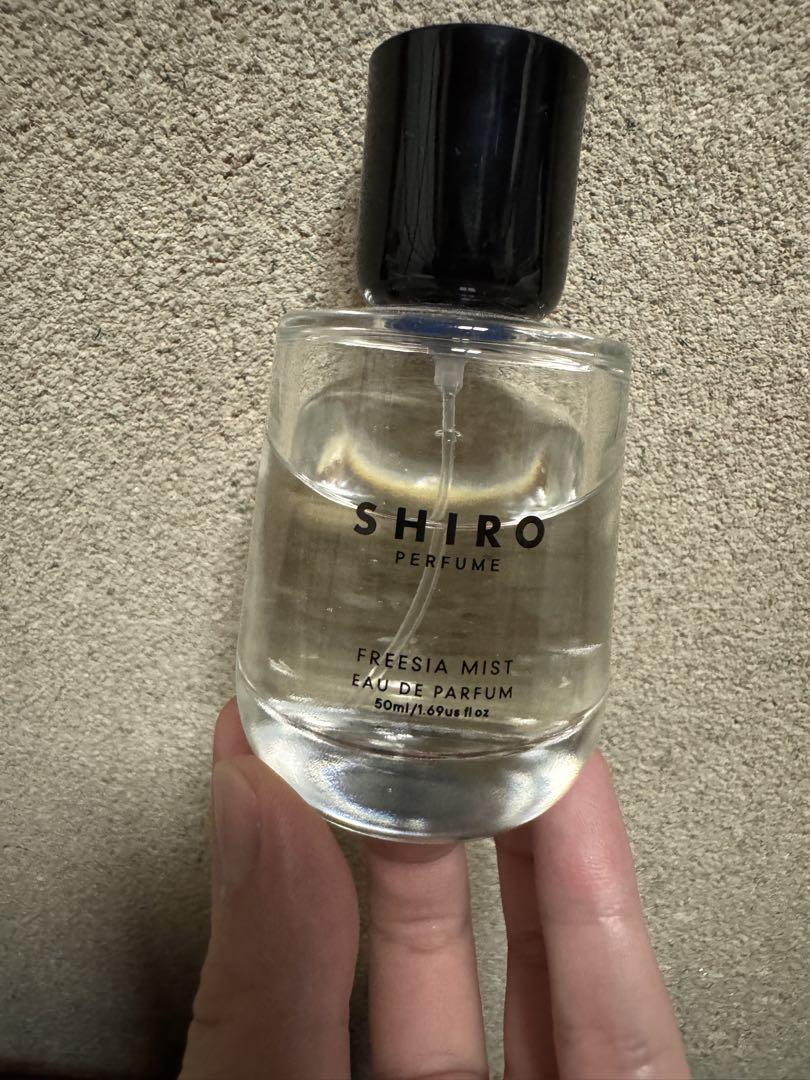 SHIRO
PERFUME
FREESIA MIST
EAU DE PARFUM
50ml/1.69us fl oz